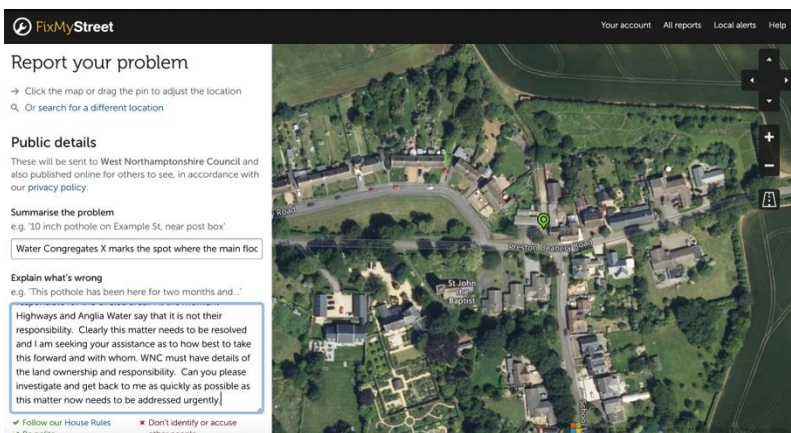 FixMyStreet
Your account All reports Local alerts Help
Report your problem
→ Click the map or drag the pin to adjust the location
Or search for a different location
Public details
These will be sent to West Northamptonshire Council and
also published online for others to see, in accordance with
our privacy policy.
Summarise the problem
e.g. '10 inch pothole on Example St, near post box'
Water Congregates X marks the spot where the main floo
Explain what's wrong
e.g. 'This pothole has been here for two months and...'
Highways and Anglia Water say that it is not their
responsibility. Clearly this matter needs to be resolved
and I am seeking your assistance as to how best to take
this forward and with whom. WNC must have details of
the land ownership and responsibility. Can you please
investigate and get back to me as quickly as possible as
this matter now needs to be addressed urgently.
✔ Follow our House Rules
✖ Don't identify or accuse
Road
Preston Deanery Road
St John
the
Baptist